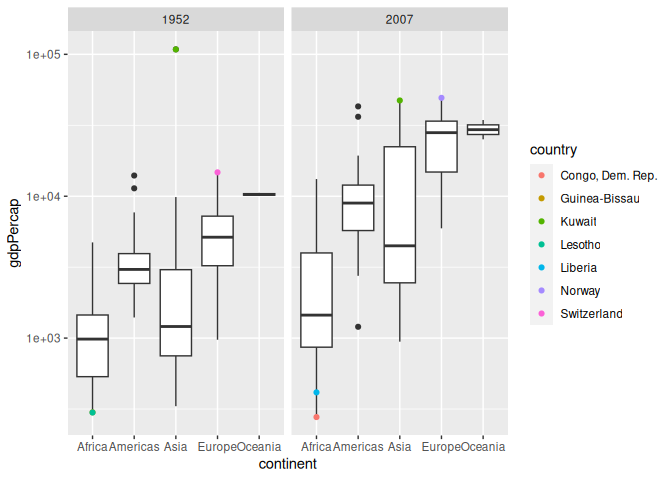 1952
2007
1e+05
1e+04
1e+03
gdpPercap
Africa Americas Asia Europe Oceania
Africa Americas Asia Europe Oceania
continent
country
Congo, Dem. Rep.
Guinea-Bissau
Kuwait
Lesotho
Liberia
Norway
Switzerland